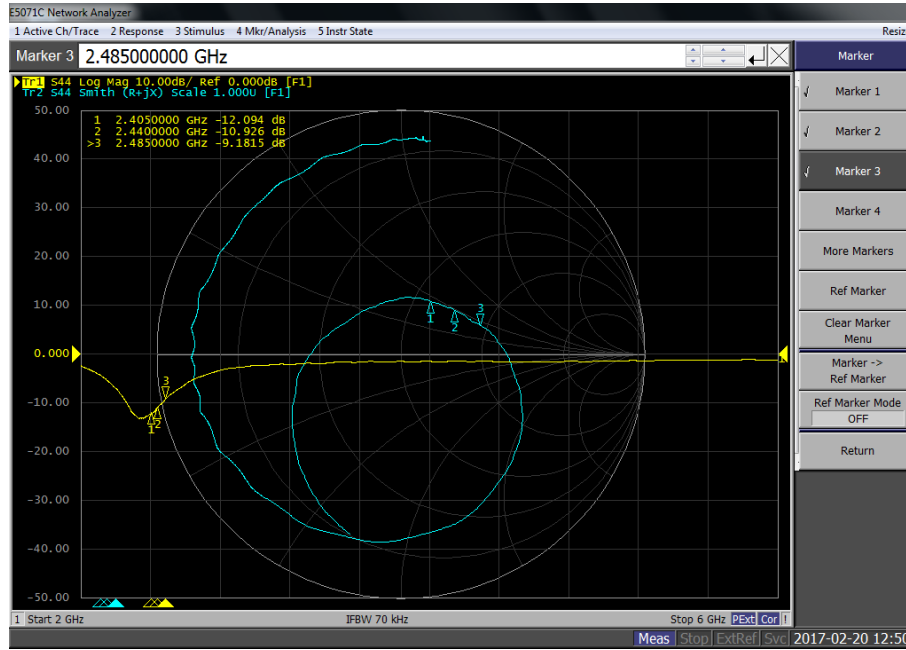 E5071C Network Analyzer
1 Active Ch/Trace 2 Response 3 Stimulus 4 Mkr/Analysis 5 Instr State Resiz
Marker 3 2.485000000 GHz
Marker
Tr1 S44 Log Mag 10.00dB/ Ref 0.000dB [F1]
Tr2 S44 Smith (R+jX) Scale 1.000U [F1]
1 2.4050000 GHz -12.094 dB
2 2.4400000 GHz -10.926 dB
>3 2.4850000 GHz -9.1815 dB
50.00
40.00
30.00
20.00
10.00
0.000
-10.00
-20.00
-30.00
-40.00
-50.00
1
2
3
3
1
2
1
Marker 1
Marker 2
Marker 3
Marker 4
More Markers
Ref Marker
Clear Marker
Menu
Marker ->
Ref Marker
Ref Marker Mode
OFF
Return
1 Start 2 GHz IFBW 70 kHz Stop 6 GHz PExt Cor !
Meas Stop ExtRef Svc 2017-02-20 12:50